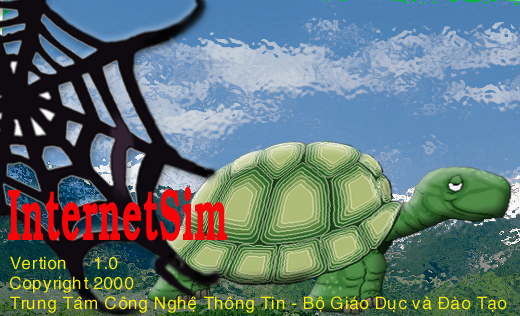 InternetSim
Vertion 1.0
Copyright 2000
Trung Tâm Công Nghệ Thông Tin - Bộ Giáo Dục và Đào Tạo